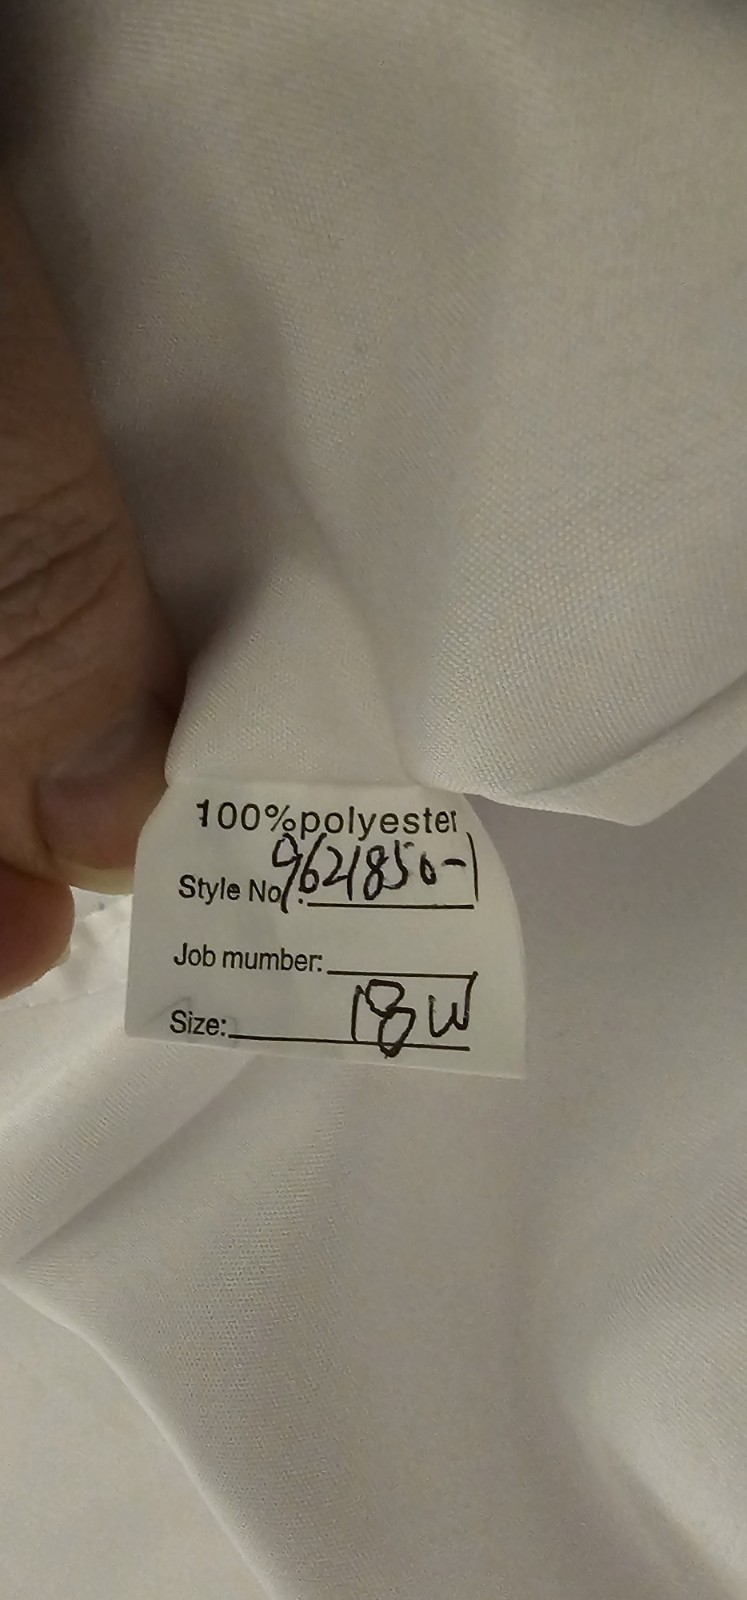 100%polyester
Style No.: 9621850-1
Job mumber:
Size: 18W